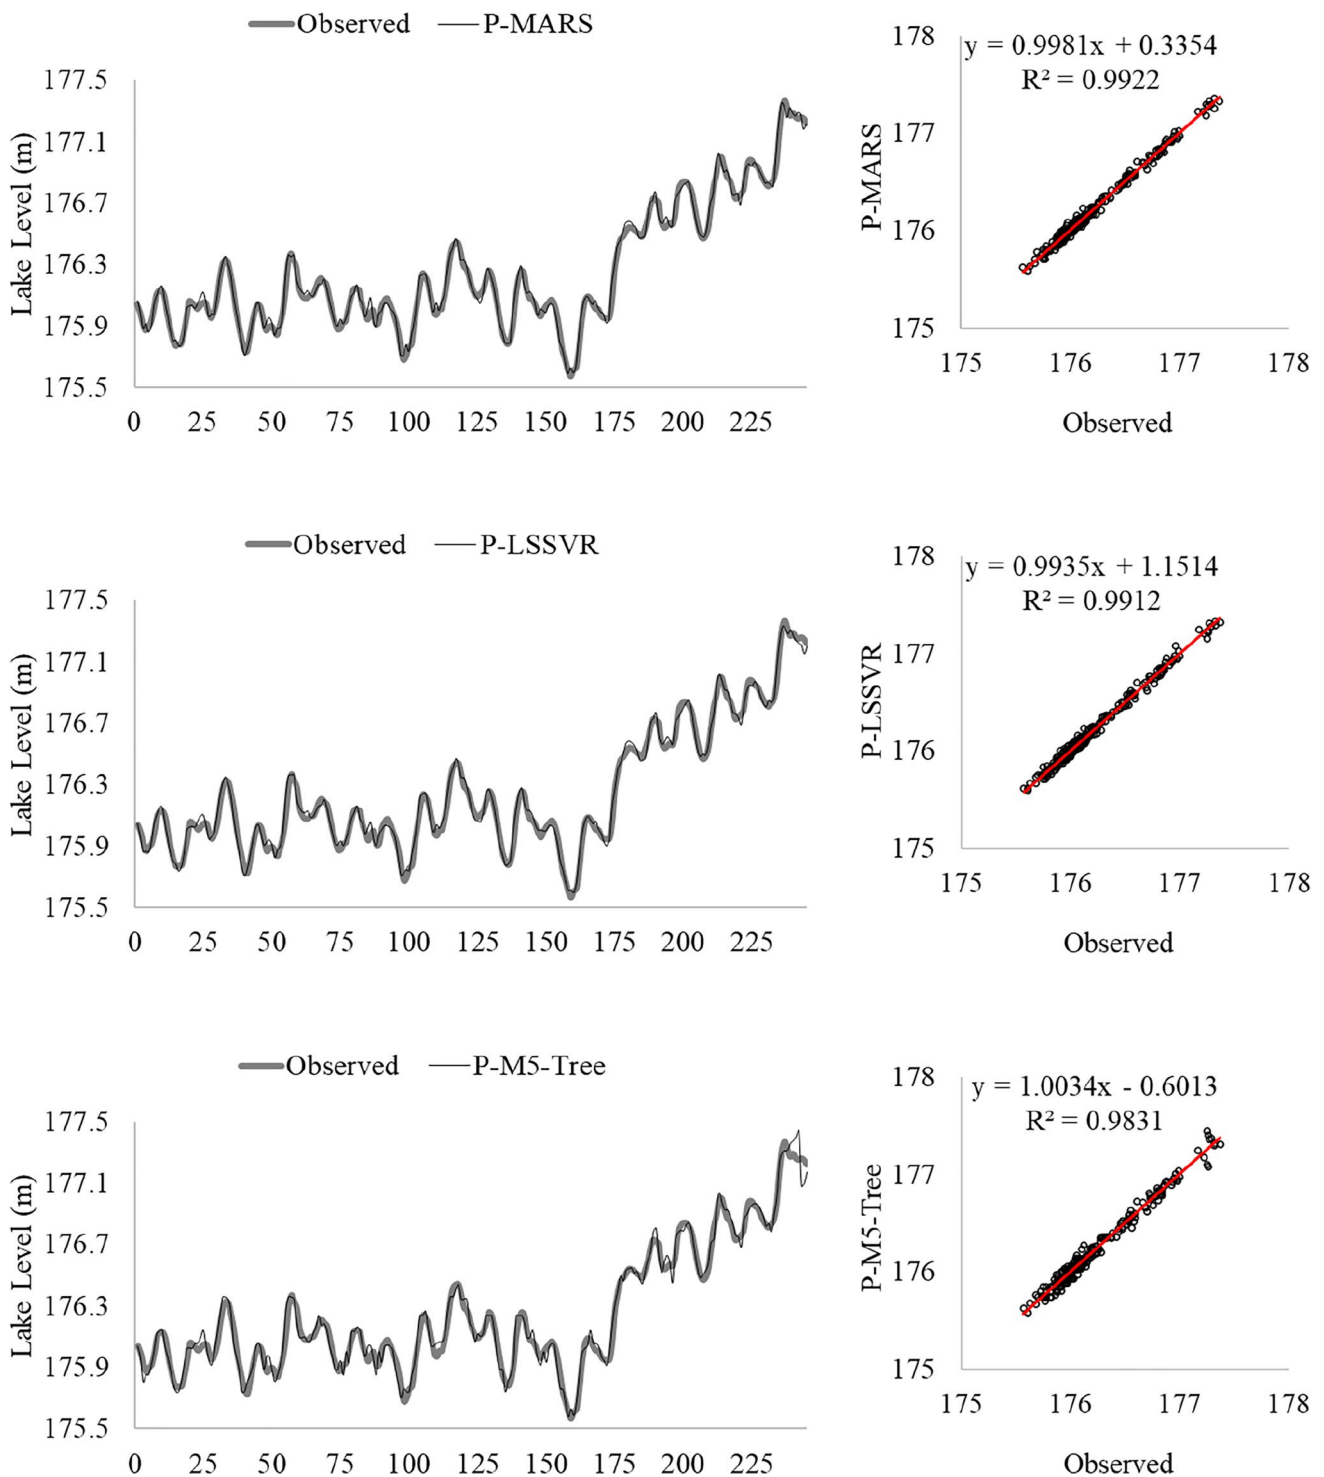 Observed P-MARS
177.5
177.1
176.7
176.3
175.9
175.5
Lake Level (m)
0 25 50 75 100 125 150 175 200 225
y = 0.9981x + 0.3354
R² = 0.9922
178
177
176
175
P-MARS
175 176 177 178
Observed
Observed P-LSSVR
177.5
177.1
176.7
176.3
175.9
175.5
Lake Level (m)
0 25 50 75 100 125 150 175 200 225
y = 0.9935x + 1.1514
R² = 0.9912
178
177
176
175
P-LSSVR
175 176 177 178
Observed
Observed P-M5-Tree
177.5
177.1
176.7
176.3
175.9
175.5
Lake Level (m)
0 25 50 75 100 125 150 175 200 225
y = 1.0034x - 0.6013
R² = 0.9831
178
177
176
175
P-M5-Tree
175 176 177 178
Observed